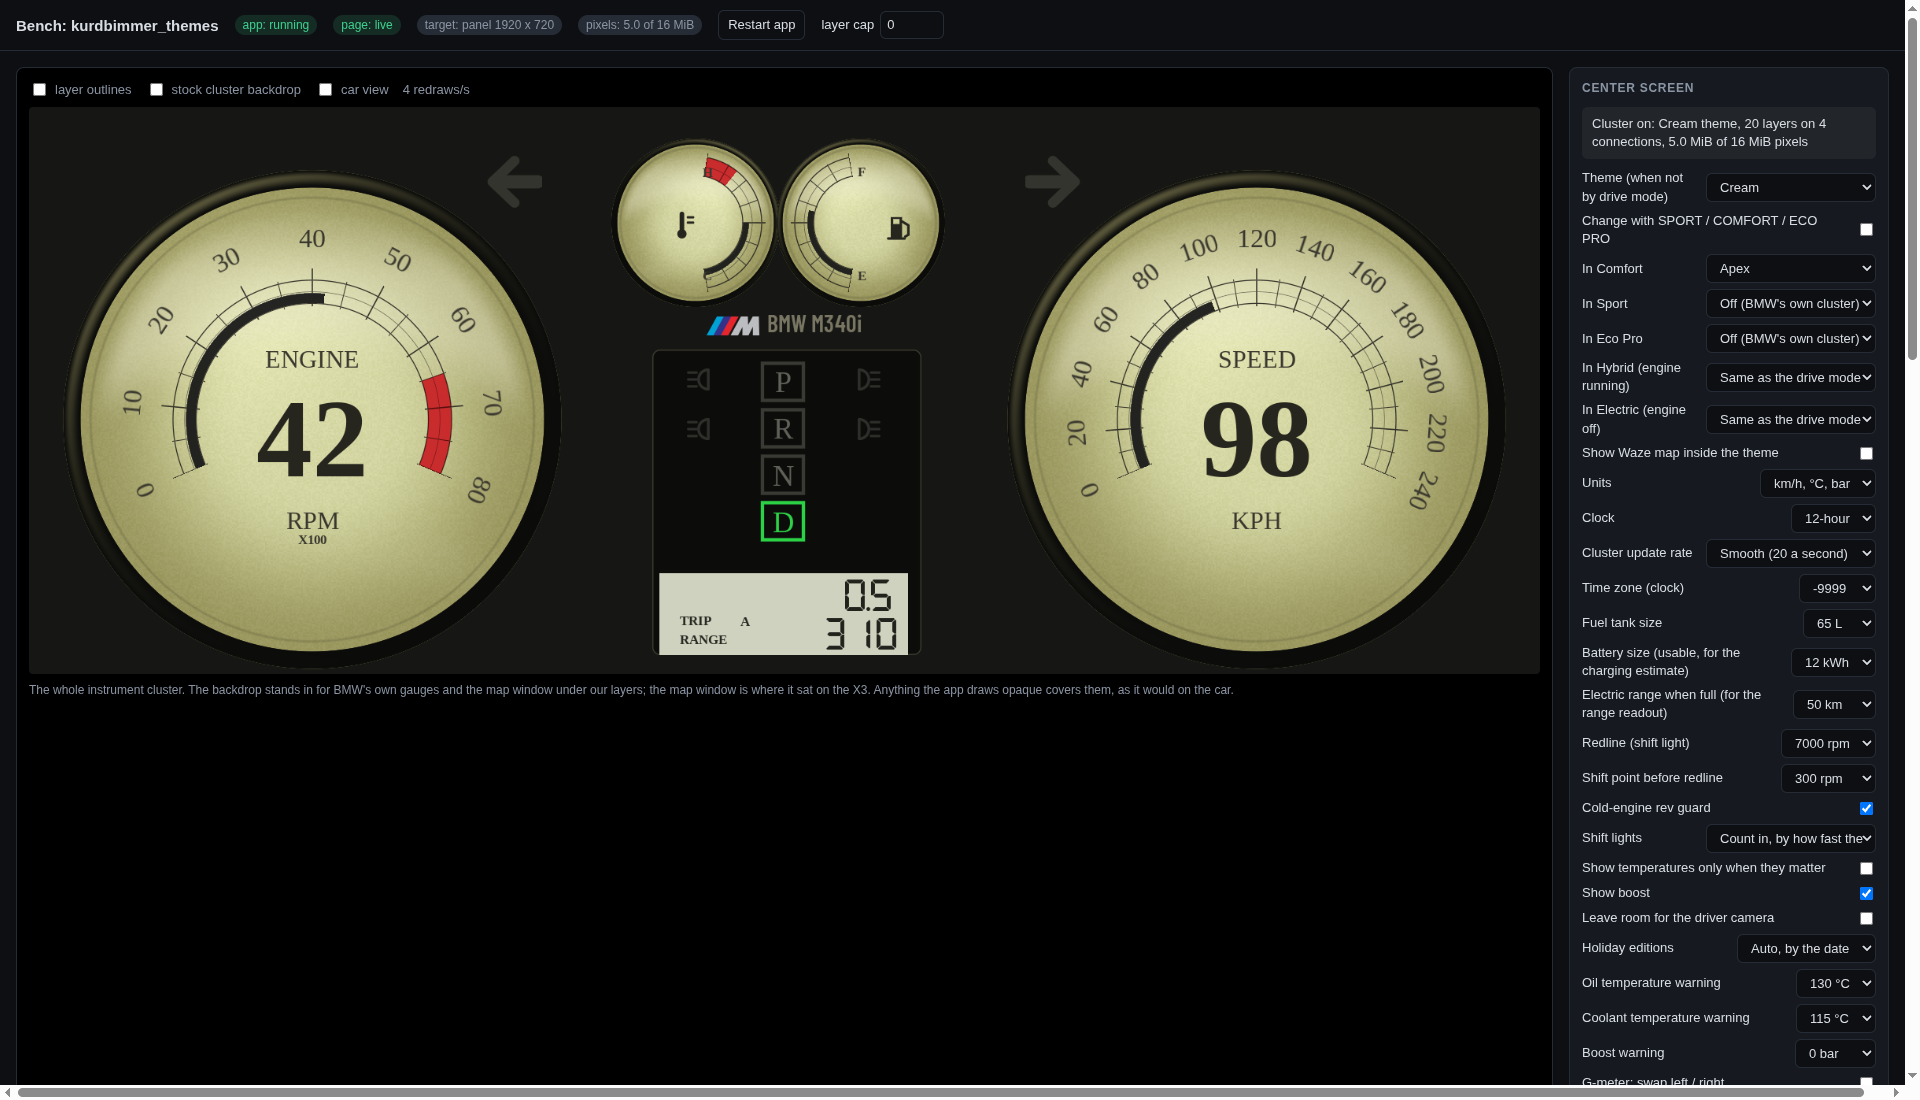 Bench: kurdbimmer_themes
app: running
page: live
target: panel 1920 x 720
pixels: 5.0 of 16 MiB
Restart app
layer cap
0
layer outlines
stock cluster backdrop
car view
4 redraws/s
0
10
20
30
40
50
60
70
80
ENGINE
42
RPM
X100
H
C
F
E
M BMW M340i
P
R
N
D
0.5
TRIP A
RANGE
310
0
20
40
60
80
100
120
140
160
180
200
220
240
SPEED
98
KPH
The whole instrument cluster. The backdrop stands in for BMW's own gauges and the map window under our layers; the map window is where it sat on the X3. Anything the app draws opaque covers them, as it would on the car.
CENTER SCREEN
Cluster on: Cream theme, 20 layers on 4
connections, 5.0 MiB of 16 MiB pixels
Theme (when not
by drive mode)
Cream
Change with SPORT / COMFORT / ECO
PRO
In Comfort
Apex
In Sport
Off (BMW's own cluster)
In Eco Pro
Off (BMW's own cluster)
In Hybrid (engine
running)
Same as the drive mode
In Electric (engine
off)
Same as the drive mode
Show Waze map inside the theme
Units
km/h, °C, bar
Clock
12-hour
Cluster update rate
Smooth (20 a second)
Time zone (clock)
-9999
Fuel tank size
65 L
Battery size (usable, for the
charging estimate)
12 kWh
Electric range when full (for the
range readout)
50 km
Redline (shift light)
7000 rpm
Shift point before redline
300 rpm
Cold-engine rev guard
Shift lights
Count in, by how fast the
Show temperatures only when they matter
Show boost
Leave room for the driver camera
Holiday editions
Auto, by the date
Oil temperature warning
130 °C
Coolant temperature warning
115 °C
Boost warning
0 bar
G-meter: swap left / right